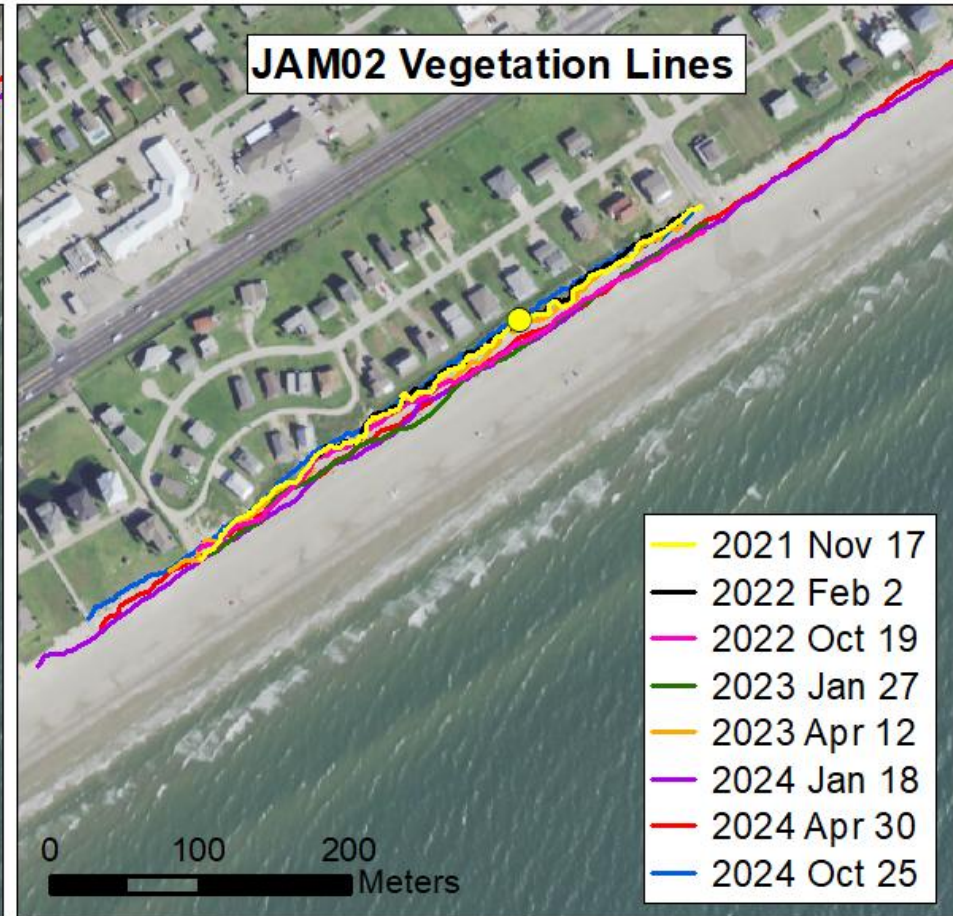 JAM02 Vegetation Lines
2021 Nov 17
2022 Feb 2
2022 Oct 19
2023 Jan 27
2023 Apr 12
2024 Jan 18
2024 Apr 30
2024 Oct 25
0 100 200
Meters